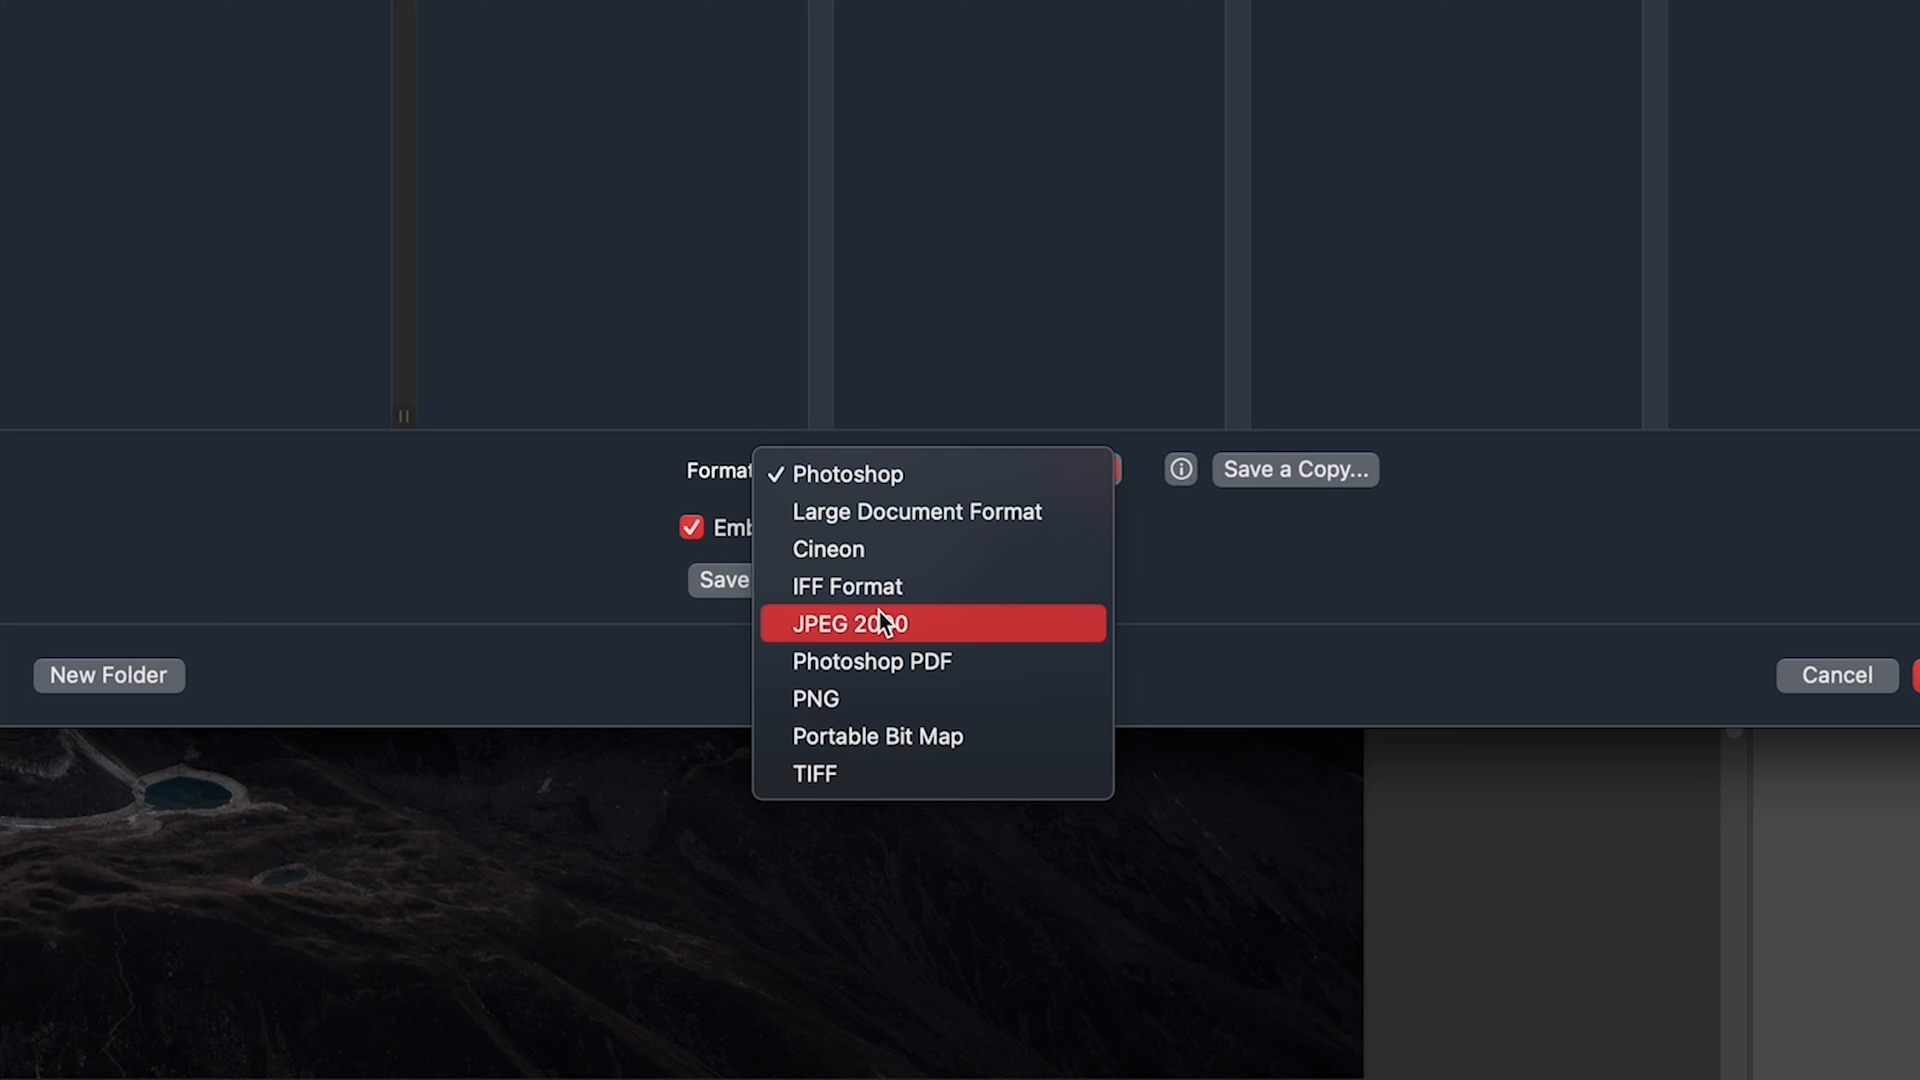 Format
Photoshop
Save a Copy...
Large Document Format
Emb
Cineon
Save
IFF Format
JPEG 2000
Photoshop PDF
New Folder
Cancel
PNG
Portable Bit Map
TIFF